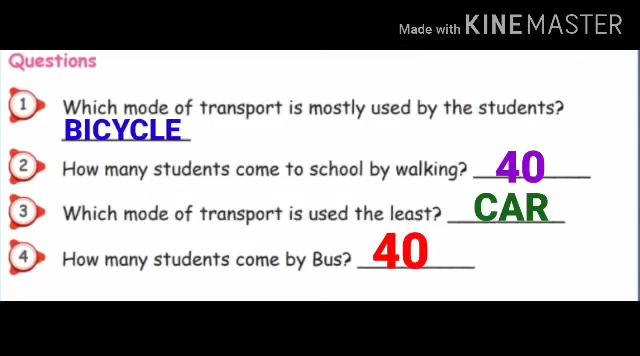 Made with KINEMASTER
Questions
1 Which mode of transport is mostly used by the students?
BICYCLE
2 How many students come to school by walking? 40
3 Which mode of transport is used the least? CAR
4 How many students come by Bus? 40